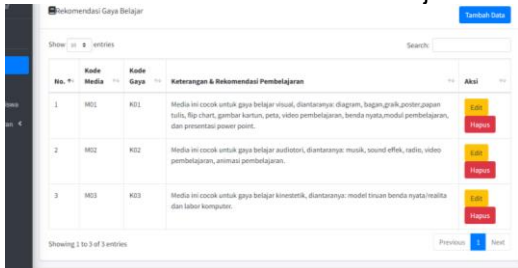 Rekomendasi Gaya Belajar
Tambah Data
Show 10 entries
Search:
No.
Kode Media
Kode Gaya
Keterangan & Rekomendasi Pembelajaran
Aksi
1
M01
K01
Media ini cocok untuk gaya belajar visual, diantaranya: diagram, bagan,graik,poster,papan
tulis, flip chart, gambar kartun, peta, video pembelajaran, benda nyata,modul pembelajaran,
dan presentasi power point.
Edit
Hapus
2
M02
K02
Media ini cocok untuk gaya belajar audiotori, diantaranya: musik, sound effek, radio, video
pembelajaran, animasi pembelajaran.
Edit
Hapus
3
M03
K03
Media ini cocok untuk gaya belajar kinestetik, diantaranya: model tiruan benda nyata/realita
dan labor komputer.
Edit
Hapus
Showing 1 to 3 of 3 entries
Previous 1 Next